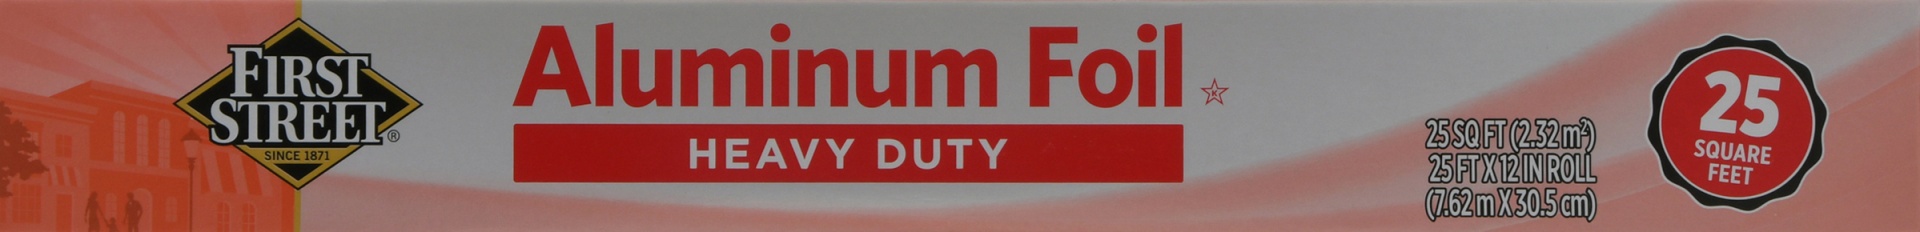 FIRST
STREET®
SINCE 1871
Aluminum Foil
K
HEAVY DUTY
25 SQ FT (2.32 m²)
25 FT X 12 IN ROLL
(7.62 m X 30.5 cm)
25
SQUARE
FEET